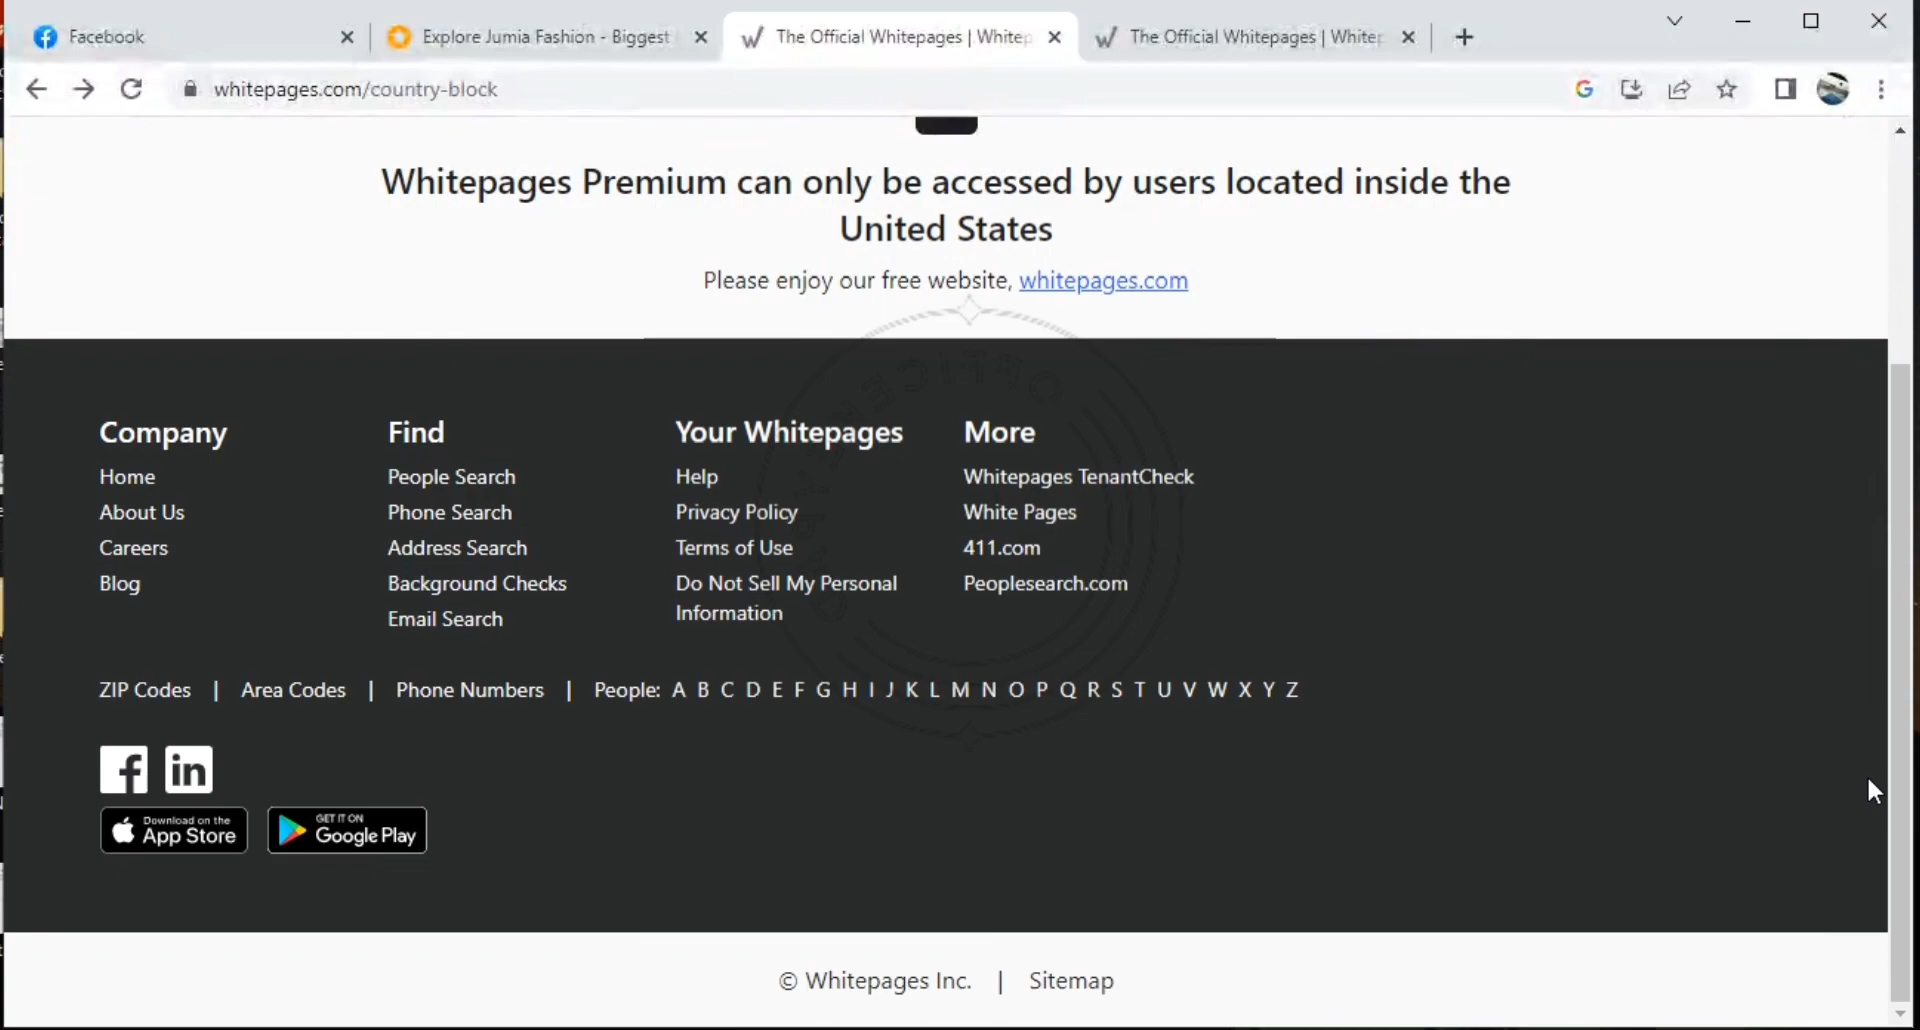 Facebook
Explore Jumia Fashion - Biggest
The Official Whitepages | Whitep
The Official Whitepages | Whitep
whitepages.com/country-block
Whitepages Premium can only be accessed by users located inside the
United States
Please enjoy our free website, whitepages.com
Company
Home
About Us
Careers
Blog
Find
People Search
Phone Search
Address Search
Background Checks
Email Search
Your Whitepages
Help
Privacy Policy
Terms of Use
Do Not Sell My Personal
Information
More
Whitepages TenantCheck
White Pages
411.com
Peoplesearch.com
ZIP Codes | Area Codes | Phone Numbers | People: A B C D E F G H I J K L M N O P Q R S T U V W X Y Z
Download on the
App Store
GET IT ON
Google Play
© Whitepages Inc. | Sitemap